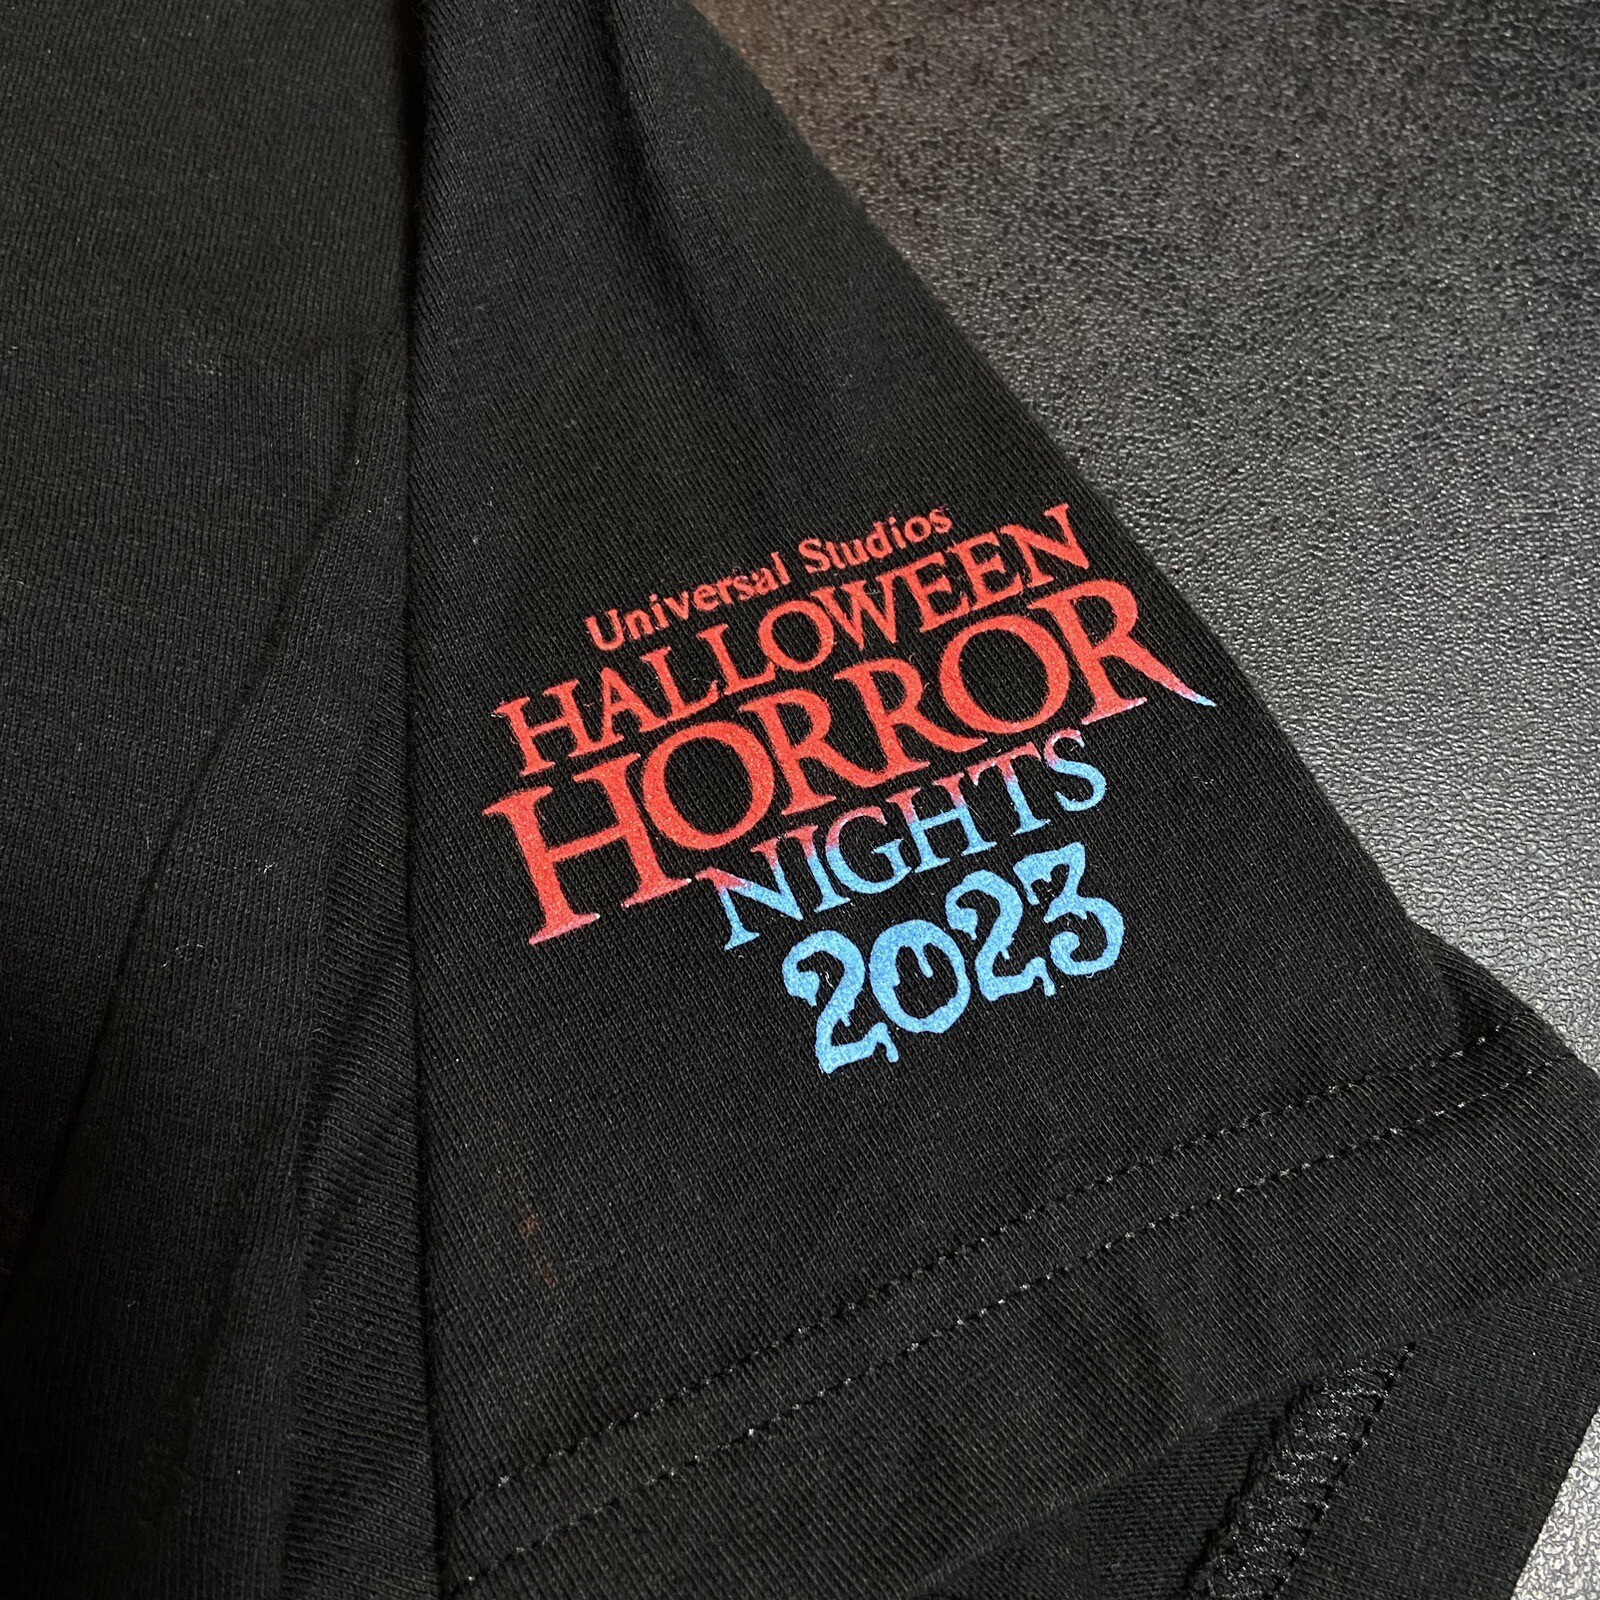 Universal Studios
HALLOWEEN
HORROR
NIGHTS
2023